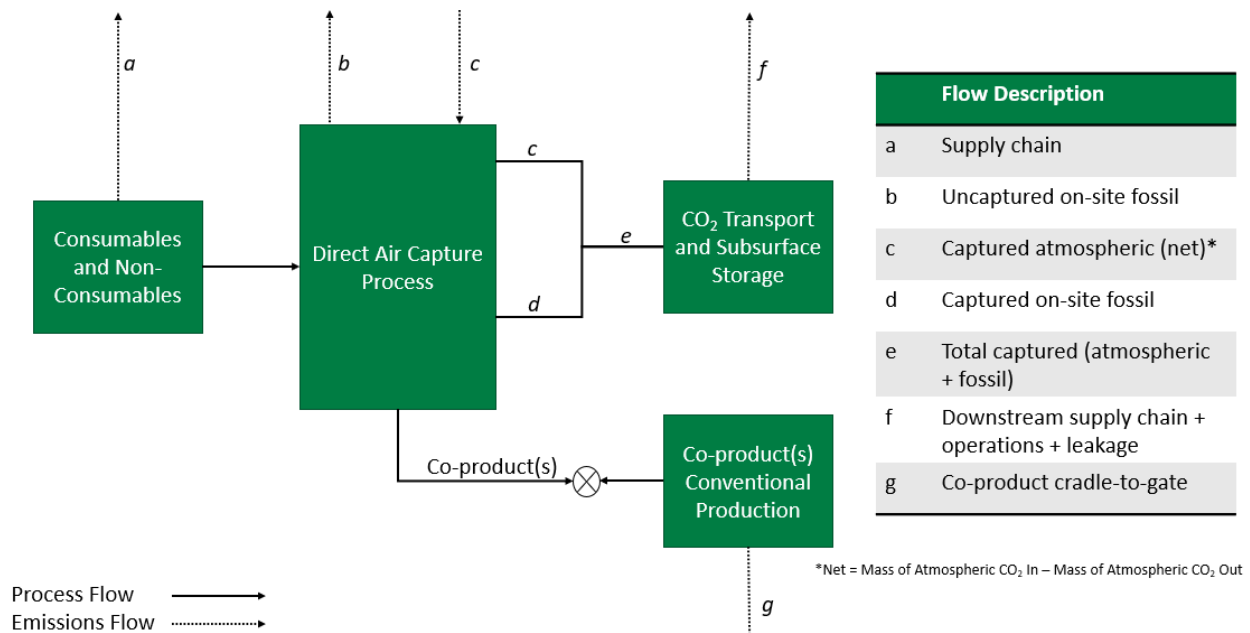 a
b
c
f
Consumables
and Non-
Consumables
Direct Air Capture
Process
c
d
e
CO₂ Transport
and Subsurface
Storage
Co-product(s)
Co-product(s)
Conventional
Production
g
Process Flow
Emissions Flow
Flow Description
a Supply chain
b Uncaptured on-site fossil
c Captured atmospheric (net)*
d Captured on-site fossil
e Total captured (atmospheric
+ fossil)
f Downstream supply chain +
operations + leakage
g Co-product cradle-to-gate
*Net = Mass of Atmospheric CO₂ In – Mass of Atmospheric CO₂ Out